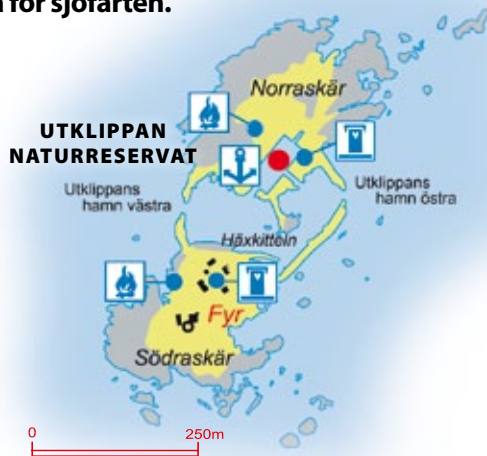 för sjöfarten.
Norraskär
UTKLIPPAN
NATURRESERVAT
Utklippans
hamn västra
Utklippans
hamn östra
Häxkitteln
Fyr
Södraskär
0 250m